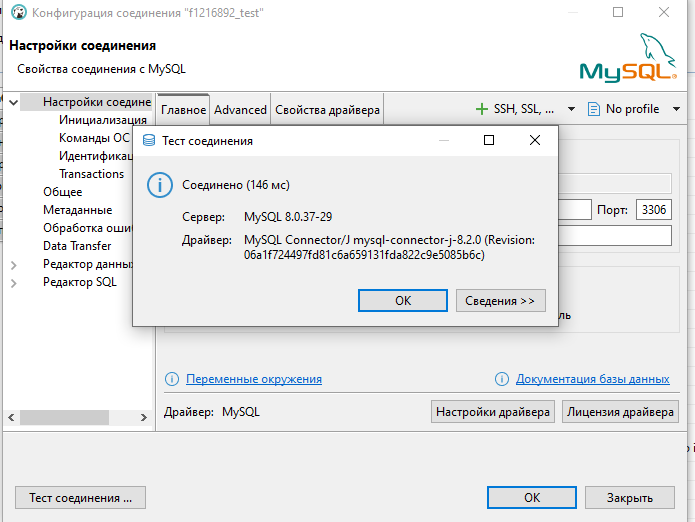 Конфигурация соединения "f1216892_test"
Настройки соединения
Свойства соединения с MySQL
MySQL®
Настройки соедине
Инициализация
Команды ОС
Идентификац
Transactions
Общее
Метаданные
Обработка ошиб
Data Transfer
Редактор данных
Редактор SQL
Главное Advanced Свойства драйвера
SSH, SSL, ... No profile
Порт: 3306
Тест соединения
Соединено (146 мс)
Сервер: MySQL 8.0.37-29
Драйвер: MySQL Connector/J mysql-connector-j-8.2.0 (Revision:
06a1f724497fd81c6a659131fda822c9e5085b6c)
OK Сведения >>
Переменные окружения Документация базы данных
Драйвер: MySQL Настройки драйвера Лицензия драйвера
Тест соединения ... OK Закрыть